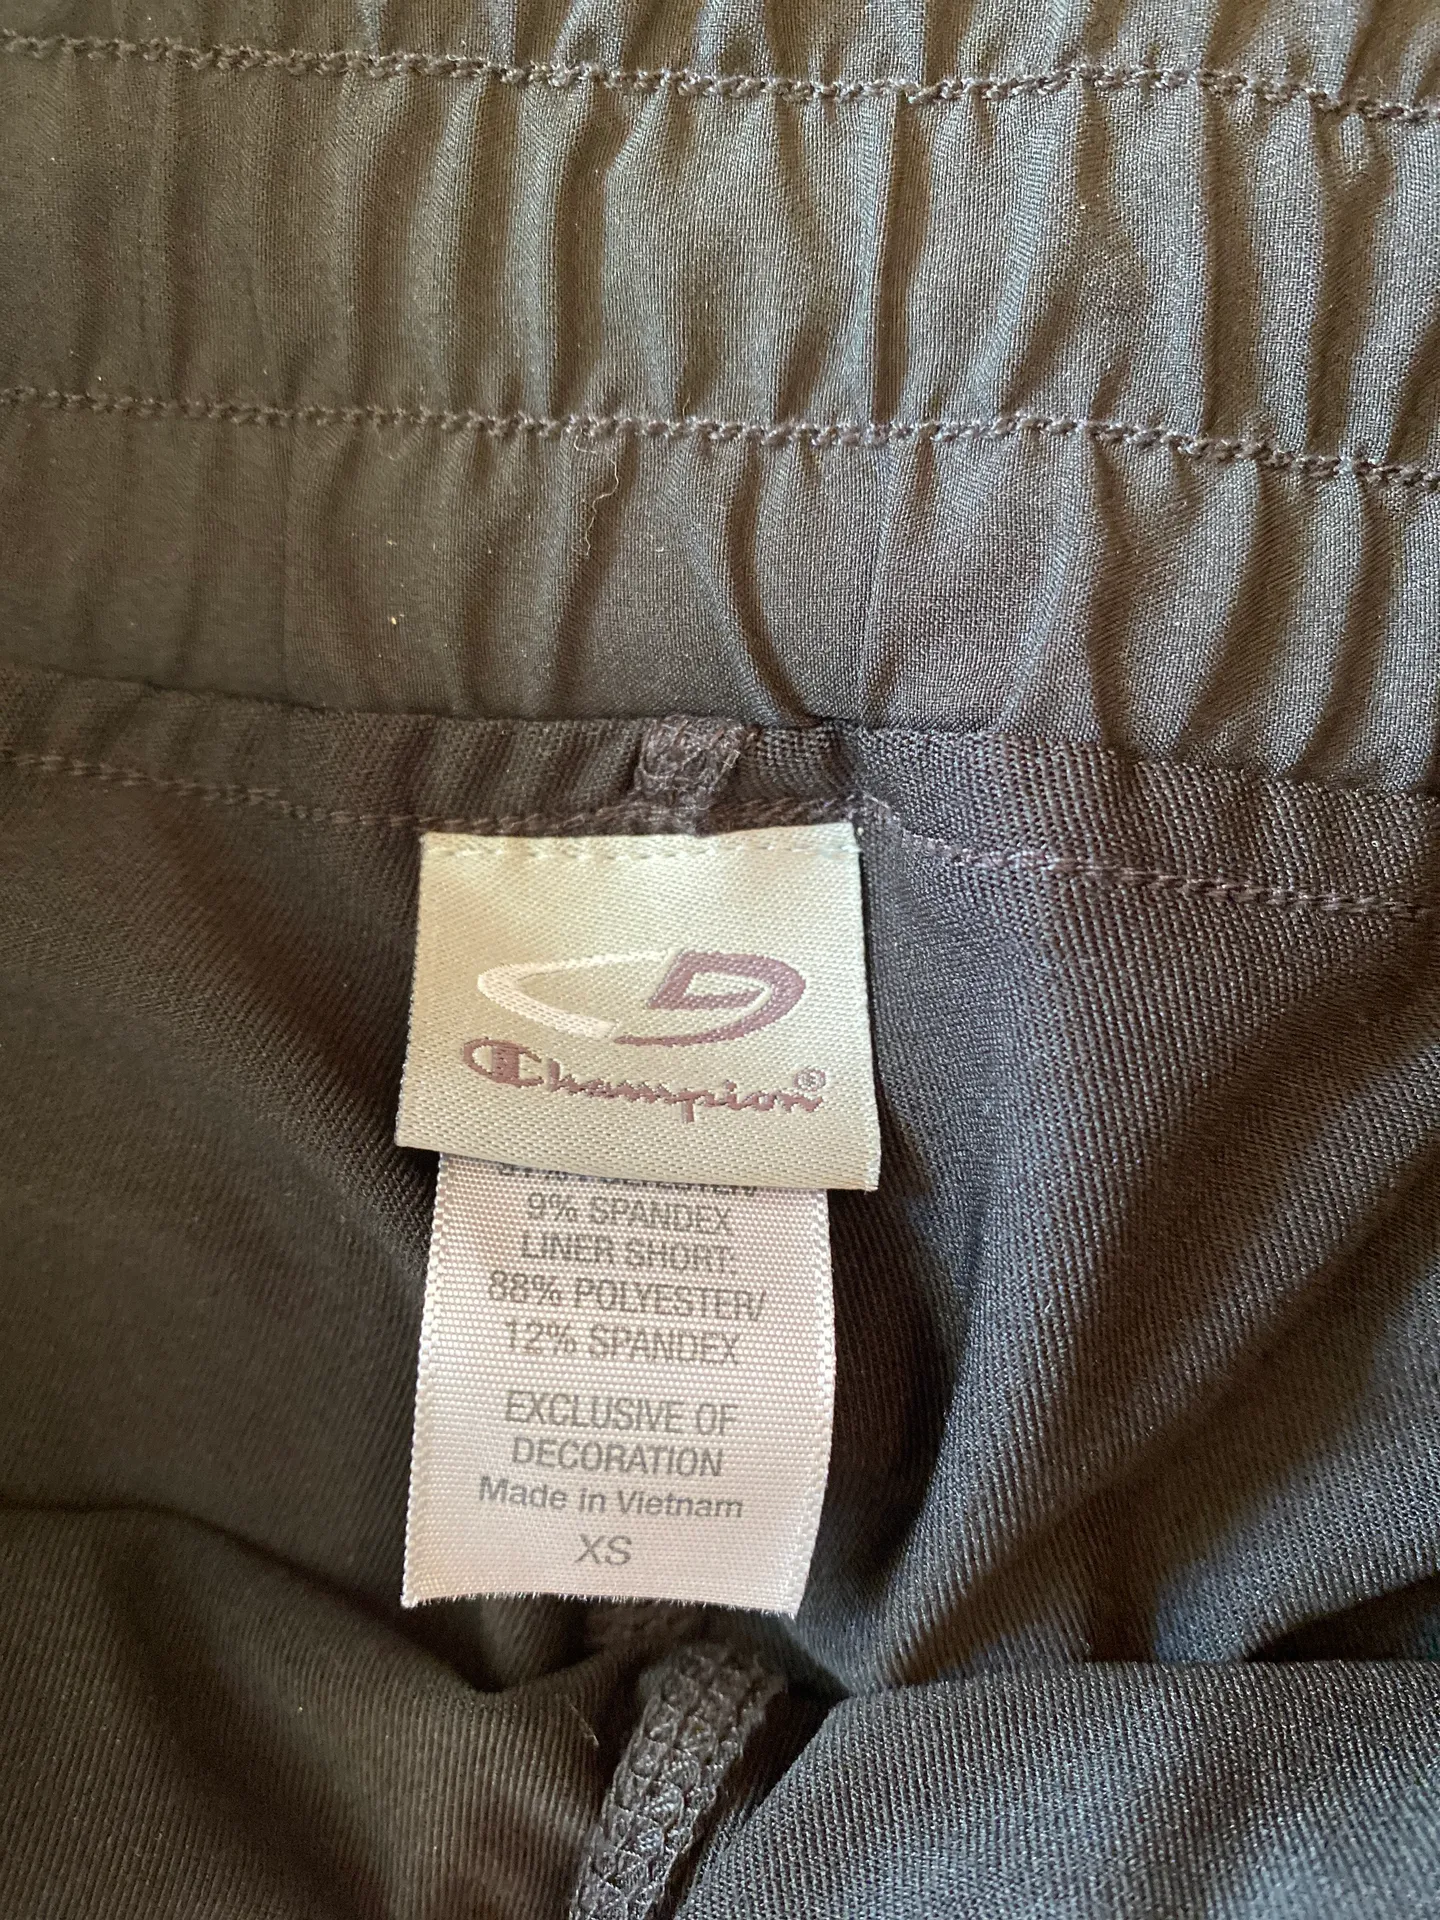 Champion®
9% SPANDEX
LINER SHORT:
88% POLYESTER/
12% SPANDEX
EXCLUSIVE OF
DECORATION
Made in Vietnam
XS